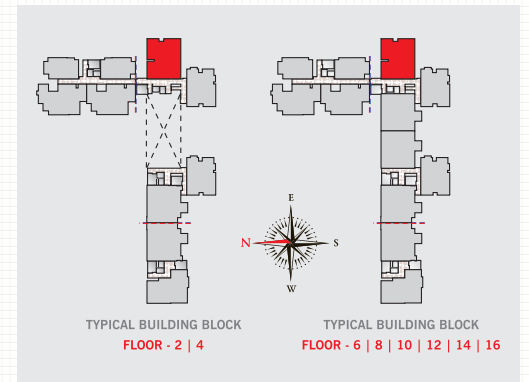 E
N S
W
TYPICAL BUILDING BLOCK
FLOOR - 2 | 4
TYPICAL BUILDING BLOCK
FLOOR - 6 | 8 | 10 | 12 | 14 | 16